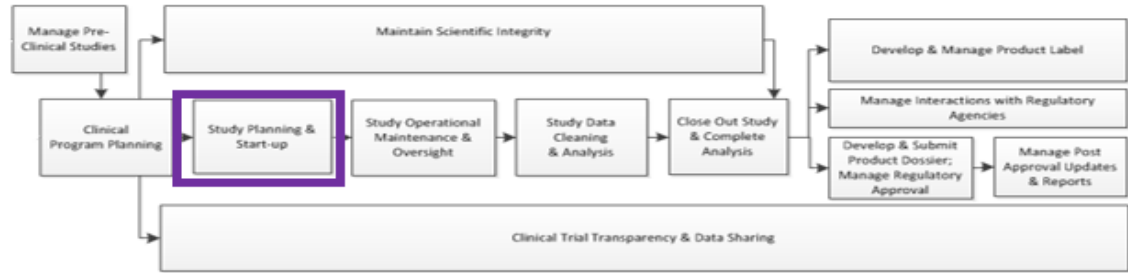 Manage Pre-
Clinical Studies
Maintain Scientific Integrity
Develop & Manage Product Label
Manage Interactions with Regulatory
Agencies
Clinical
Program Planning
Study Planning &
Start-up
Study Operational
Maintenance &
Oversight
Study Data
Cleaning
& Analysis
Close Out Study
& Complete
Analysis
Develop & Submit
Product Dossier;
Manage Regulatory
Approval
Manage Post
Approval Updates
& Reports
Clinical Trial Transparency & Data Sharing